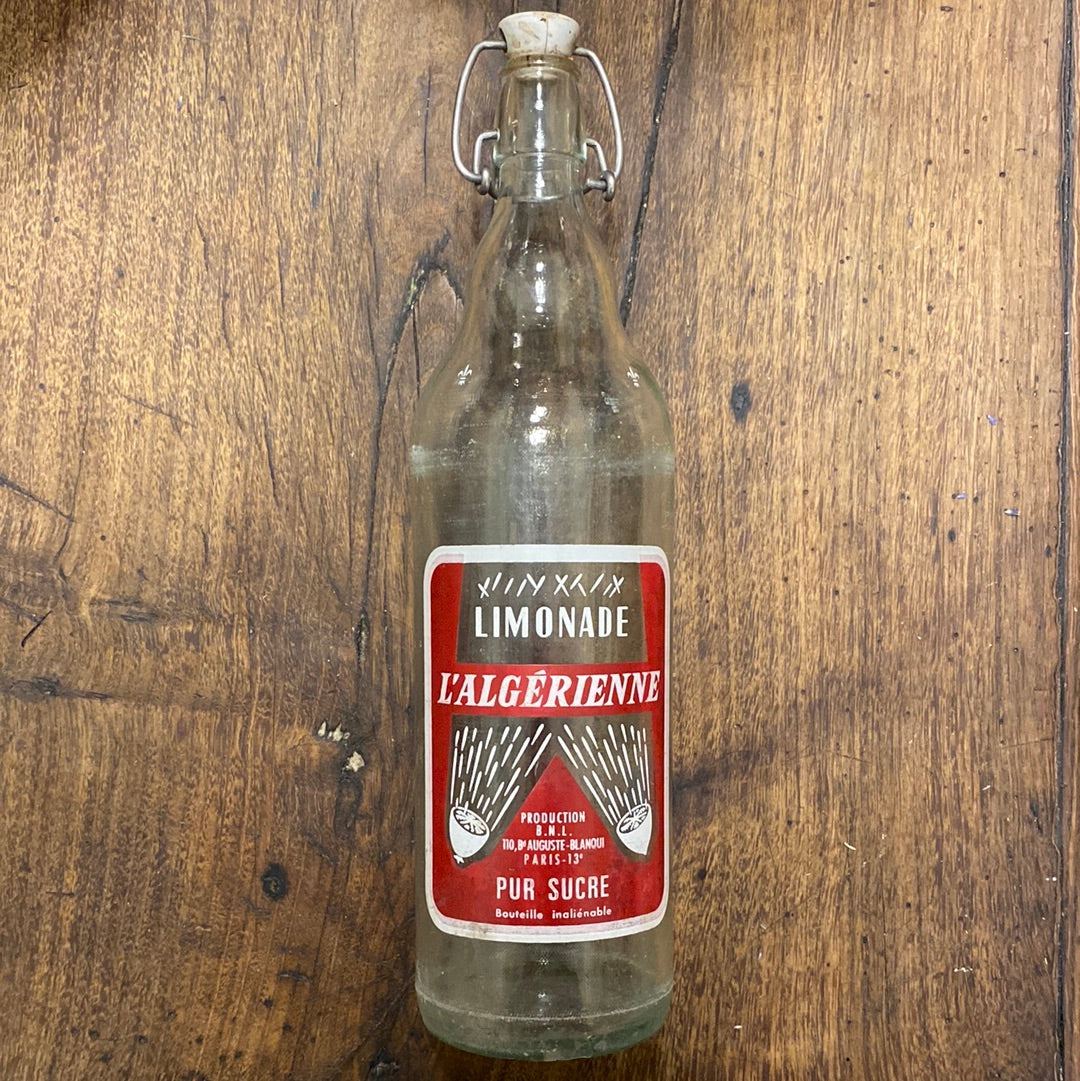 LIMONADE
L'ALGÉRIENNE
PRODUCTION
B.N.L.
110, Bd AUGUSTE-BLANQUI
PARIS-13e
PUR SUCRE
Bouteille inaliénable